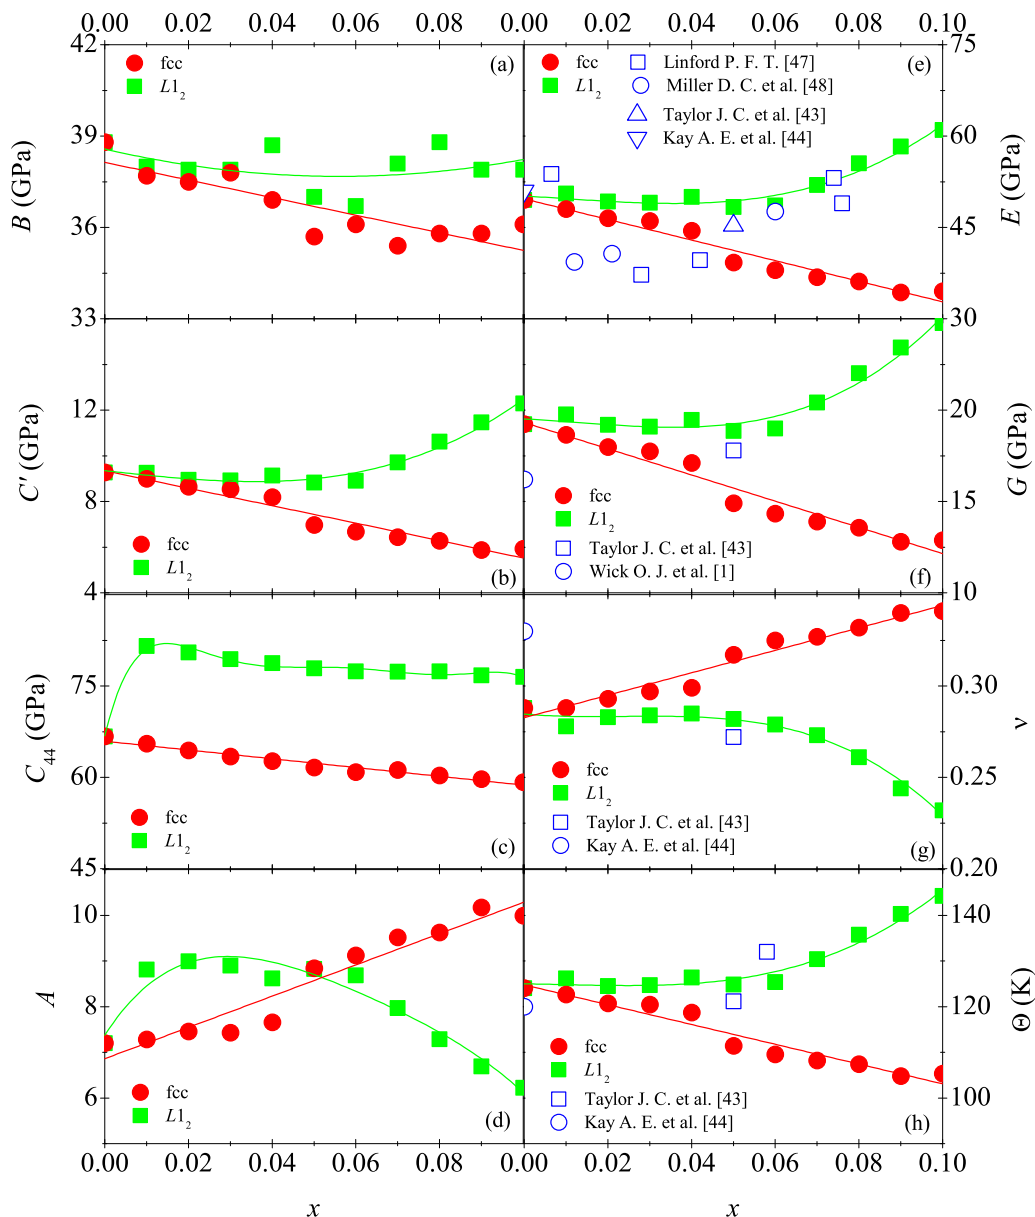 0.00 0.02 0.04 0.06 0.08 0.00 0.02 0.04 0.06 0.08 0.10
42
39
36
33
B (GPa)
fcc
L1₂
(a)
75
60
45
30
E (GPa)
fcc
L1₂
Linford P. F. T. [47]
Miller D. C. et al. [48]
Taylor J. C. et al. [43]
Kay A. E. et al. [44]
(e)
12
8
4
C′ (GPa)
fcc
L1₂
(b)
20
15
10
G (GPa)
fcc
L1₂
Taylor J. C. et al. [43]
Wick O. J. et al. [1]
(f)
75
60
45
C₄₄ (GPa)
fcc
L1₂
(c)
0.30
0.25
0.20
ν
fcc
L1₂
Taylor J. C. et al. [43]
Kay A. E. et al. [44]
(g)
10
8
6
A
fcc
L1₂
(d)
140
120
100
Θ (K)
fcc
L1₂
Taylor J. C. et al. [43]
Kay A. E. et al. [44]
(h)
0.00 0.02 0.04 0.06 0.08 0.00 0.02 0.04 0.06 0.08 0.10
x x